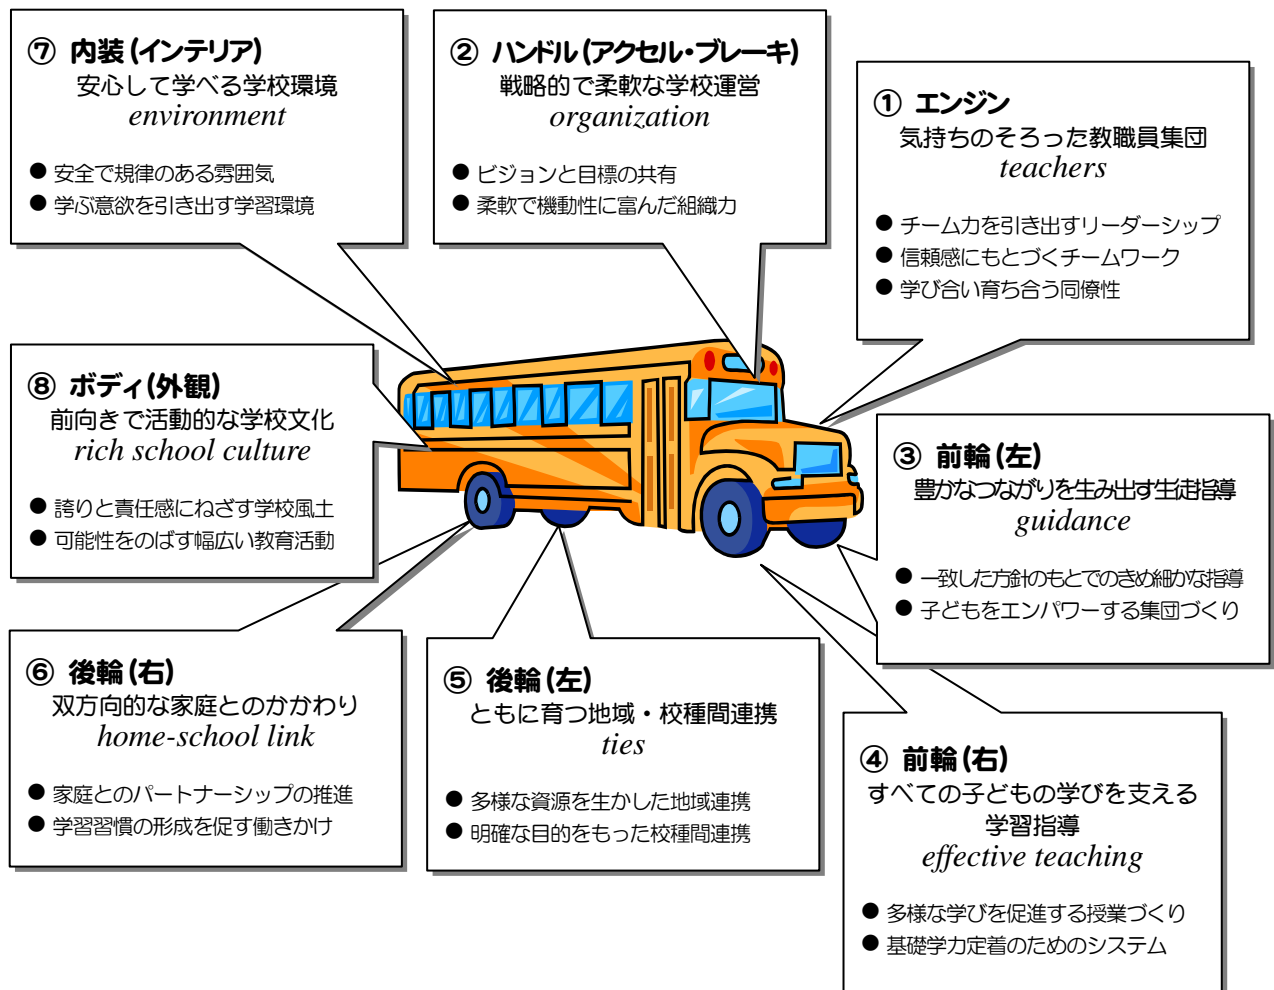 ⑦ 内装(インテリア)
安心して学べる学校環境
environment
● 安全で規律のある雰囲気
● 学ぶ意欲を引き出す学習環境
② ハンドル(アクセル・ブレーキ)
戦略的で柔軟な学校運営
organization
● ビジョンと目標の共有
● 柔軟で機動性に富んだ組織力
① エンジン
気持ちのそろった教職員集団
teachers
● チーム力を引き出すリーダーシップ
● 信頼感にもとづくチームワーク
● 学び合い育ち合う同僚性
⑧ ボディ(外観)
前向きで活動的な学校文化
rich school culture
● 誇りと責任感にねざす学校風土
● 可能性をのばす幅広い教育活動
③ 前輪(左)
豊かなつながりを生み出す生徒指導
guidance
● 一致した方針のもとでのきめ細かな指導
● 子どもをエンパワーする集団づくり
⑥ 後輪(右)
双方向的な家庭とのかかわり
home-school link
● 家庭とのパートナーシップの推進
● 学習習慣の形成を促す働きかけ
⑤ 後輪(左)
ともに育つ地域・校種間連携
ties
● 多様な資源を生かした地域連携
● 明確な目的をもった校種間連携
④ 前輪(右)
すべての子どもの学びを支える
学習指導
effective teaching
● 多様な学びを促進する授業づくり
● 基礎学力定着のためのシステム